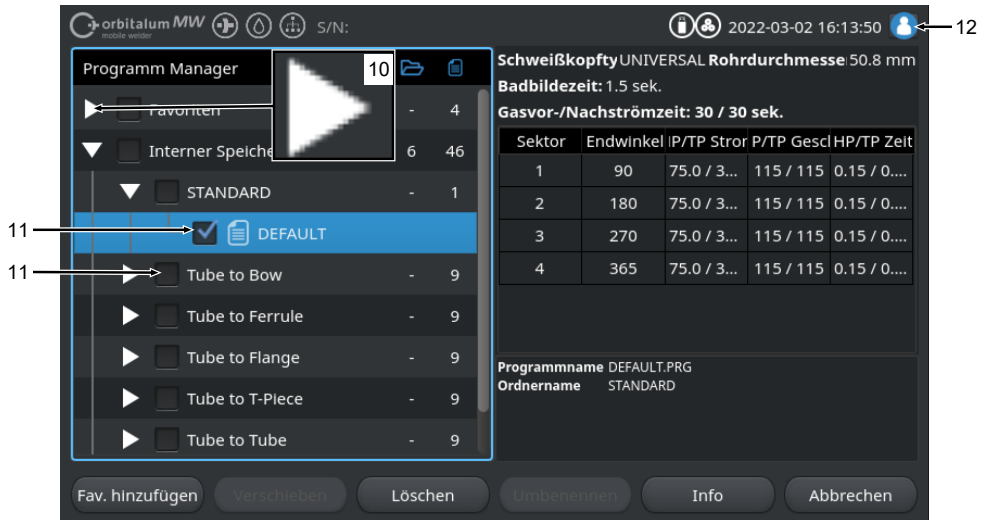 orbitalum MW S/N: 2022-03-02 16:13:50 12
mobile welder
Programm Manager 10
Favoriten - 4
Interner Speiche 6 46
STANDARD - 1
11 DEFAULT
11 Tube to Bow - 9
Tube to Ferrule - 9
Tube to Flange - 9
Tube to T-Piece - 9
Tube to Tube - 9
Schweißkopfty UNIVERSAL Rohrdurchmesse 50.8 mm
Badbildezeit: 1.5 sek.
Gasvor-/Nachströmzeit: 30 / 30 sek.
Sektor Endwinkel IP/TP Stror P/TP Gescl HP/TP Zeit
1 90 75.0 / 3... 115 / 115 0.15 / 0....
2 180 75.0 / 3... 115 / 115 0.15 / 0....
3 270 75.0 / 3... 115 / 115 0.15 / 0....
4 365 75.0 / 3... 115 / 115 0.15 / 0....
Programmname DEFAULT.PRG
Ordnername STANDARD
Fav. hinzufügen Verschieben Löschen Umbenennen Info Abbrechen